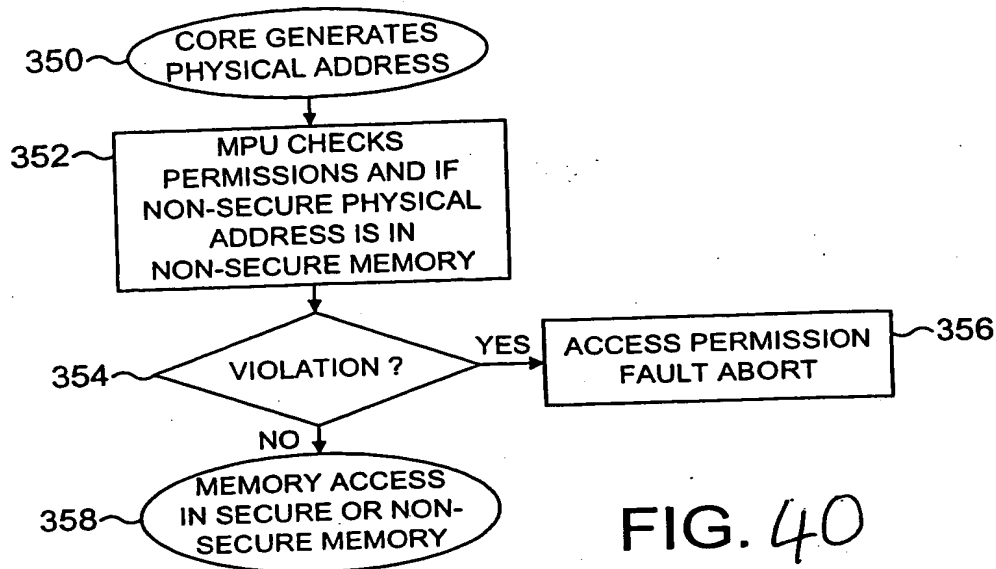 350
CORE GENERATES
PHYSICAL ADDRESS
352
MPU CHECKS
PERMISSIONS AND IF
NON-SECURE PHYSICAL
ADDRESS IS IN
NON-SECURE MEMORY
354
VIOLATION ?
YES
ACCESS PERMISSION
FAULT ABORT
356
NO
358
MEMORY ACCESS
IN SECURE OR NON-
SECURE MEMORY
FIG. 40